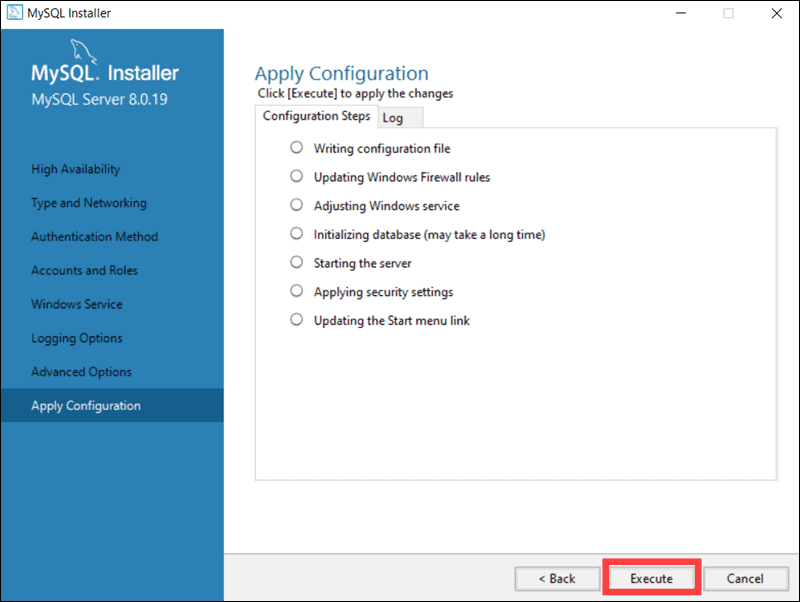 MySQL Installer
MySQL. Installer
MySQL Server 8.0.19
High Availability
Type and Networking
Authentication Method
Accounts and Roles
Windows Service
Logging Options
Advanced Options
Apply Configuration
Apply Configuration
Click [Execute] to apply the changes
Configuration Steps Log
Writing configuration file
Updating Windows Firewall rules
Adjusting Windows service
Initializing database (may take a long time)
Starting the server
Applying security settings
Updating the Start menu link
< Back Execute Cancel